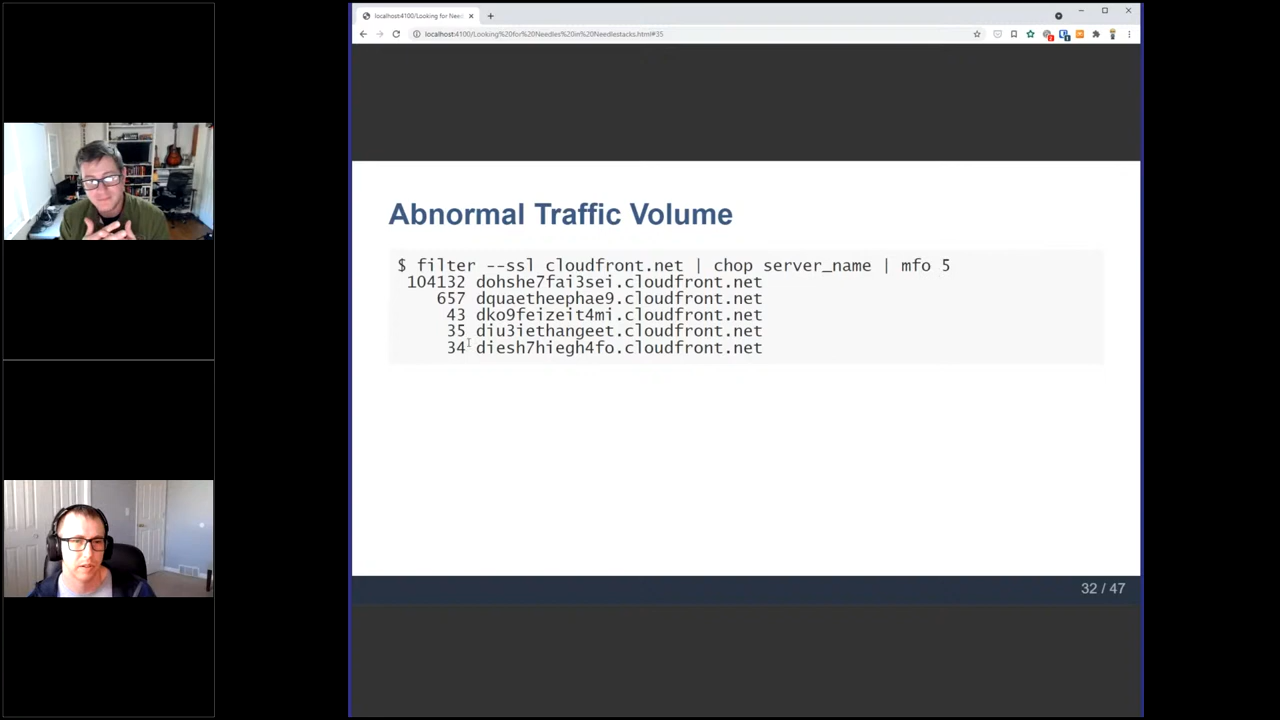 localhost:4100/Looking for Need
localhost:4100/Looking%20for%20Needles%20in%20Needlestacks.html#35
Abnormal Traffic Volume
$ filter --ssl cloudfront.net | chop server_name | mfo 5
104132 dohshe7fai3sei.cloudfront.net
657 dquaetheephae9.cloudfront.net
43 dko9feizeit4mi.cloudfront.net
35 diu3iethangeet.cloudfront.net
34 diesh7hiegh4fo.cloudfront.net
32 / 47